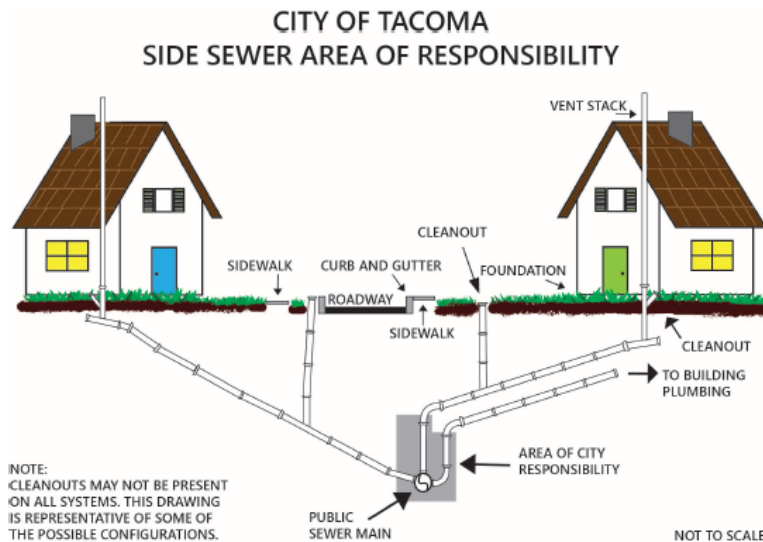 CITY OF TACOMA
SIDE SEWER AREA OF RESPONSIBILITY
VENT STACK
CLEANOUT
SIDEWALK
CURB AND GUTTER
FOUNDATION
ROADWAY
SIDEWALK
CLEANOUT
TO BUILDING
PLUMBING
AREA OF CITY
RESPONSIBILITY
NOTE:
CLEANOUTS MAY NOT BE PRESENT
ON ALL SYSTEMS. THIS DRAWING
IS REPRESENTATIVE OF SOME OF
THE POSSIBLE CONFIGURATIONS.
PUBLIC
SEWER MAIN
NOT TO SCALE